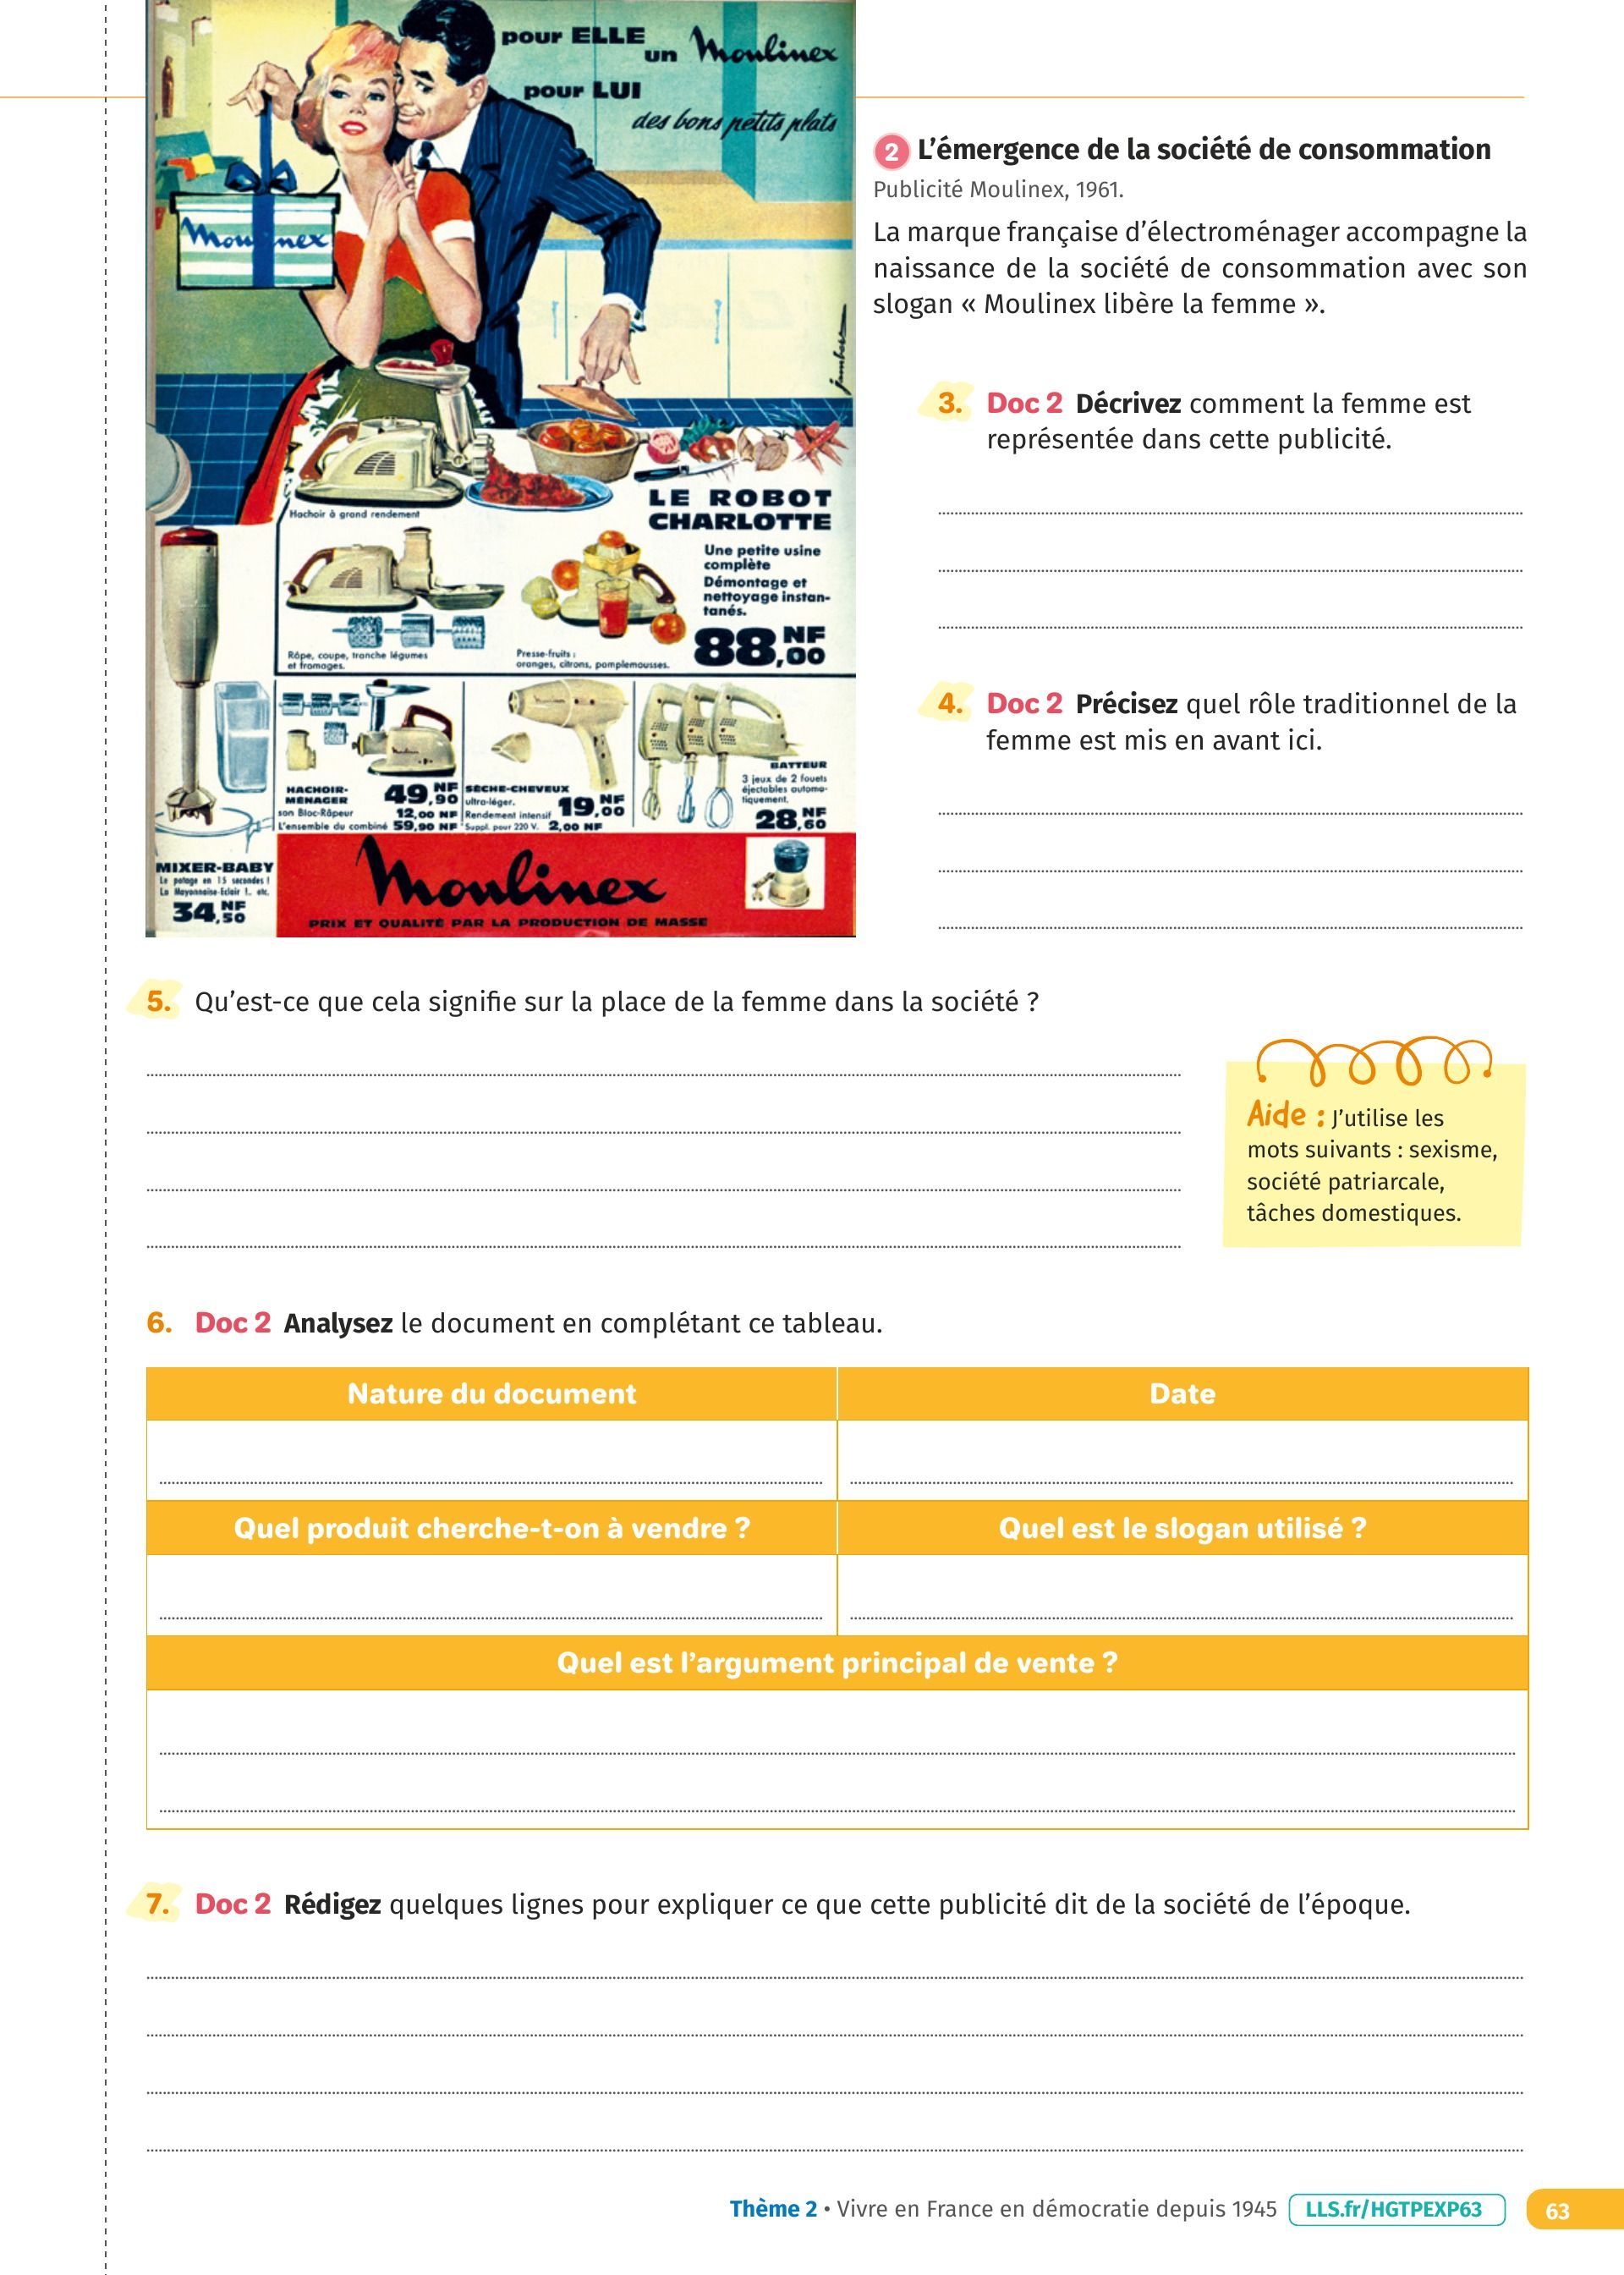 pour ELLE
un Moulinex
pour LUI
des bons petits plats
Moulinex
2 L’émergence de la société de consommation
Publicité Moulinex, 1961.
La marque française d’électroménager accompagne la
naissance de la société de consommation avec son
slogan « Moulinex libère la femme ».
3. Doc 2 Décrivez comment la femme est
représentée dans cette publicité.
Hachoir à grand rendement
LE ROBOT
CHARLOTTE
Une petite usine
complète
Démontage et
nettoyage instan-
tanés.
88,00 NF
Râpe, coupe, tranche légumes
et fromages.
Presse-fruits :
oranges, citrons, pamplemousses.
4. Doc 2 Précisez quel rôle traditionnel de la
femme est mis en avant ici.
HACHOIR-
MÉNAGER 49,90 NF
son Bloc-Râpeur 12,00 NF
L'ensemble du combiné 59,90 NF
SÈCHE-CHEVEUX
ultra-léger. 19,00 NF
Rendement intensif
Suppl. pour 220 V. 2,00 NF
BATTEUR
3 jeux de 2 fouets
éjectables automa-
tiquement.
28,60 NF
MIXER-BABY
Le potage en 15 secondes !
La Mayonnaise-Eclair !.. etc.
34,50 NF
Moulinex
PRIX ET QUALITÉ PAR LA PRODUCTION DE MASSE
5. Qu’est-ce que cela signifie sur la place de la femme dans la société ?
Aide : J’utilise les
mots suivants : sexisme,
société patriarcale,
tâches domestiques.
6. Doc 2 Analysez le document en complétant ce tableau.
Nature du document
Date
Quel produit cherche-t-on à vendre ?
Quel est le slogan utilisé ?
Quel est l’argument principal de vente ?
7. Doc 2 Rédigez quelques lignes pour expliquer ce que cette publicité dit de la société de l’époque.
Thème 2 • Vivre en France en démocratie depuis 1945 LLS.fr/HGTPEXP63 63